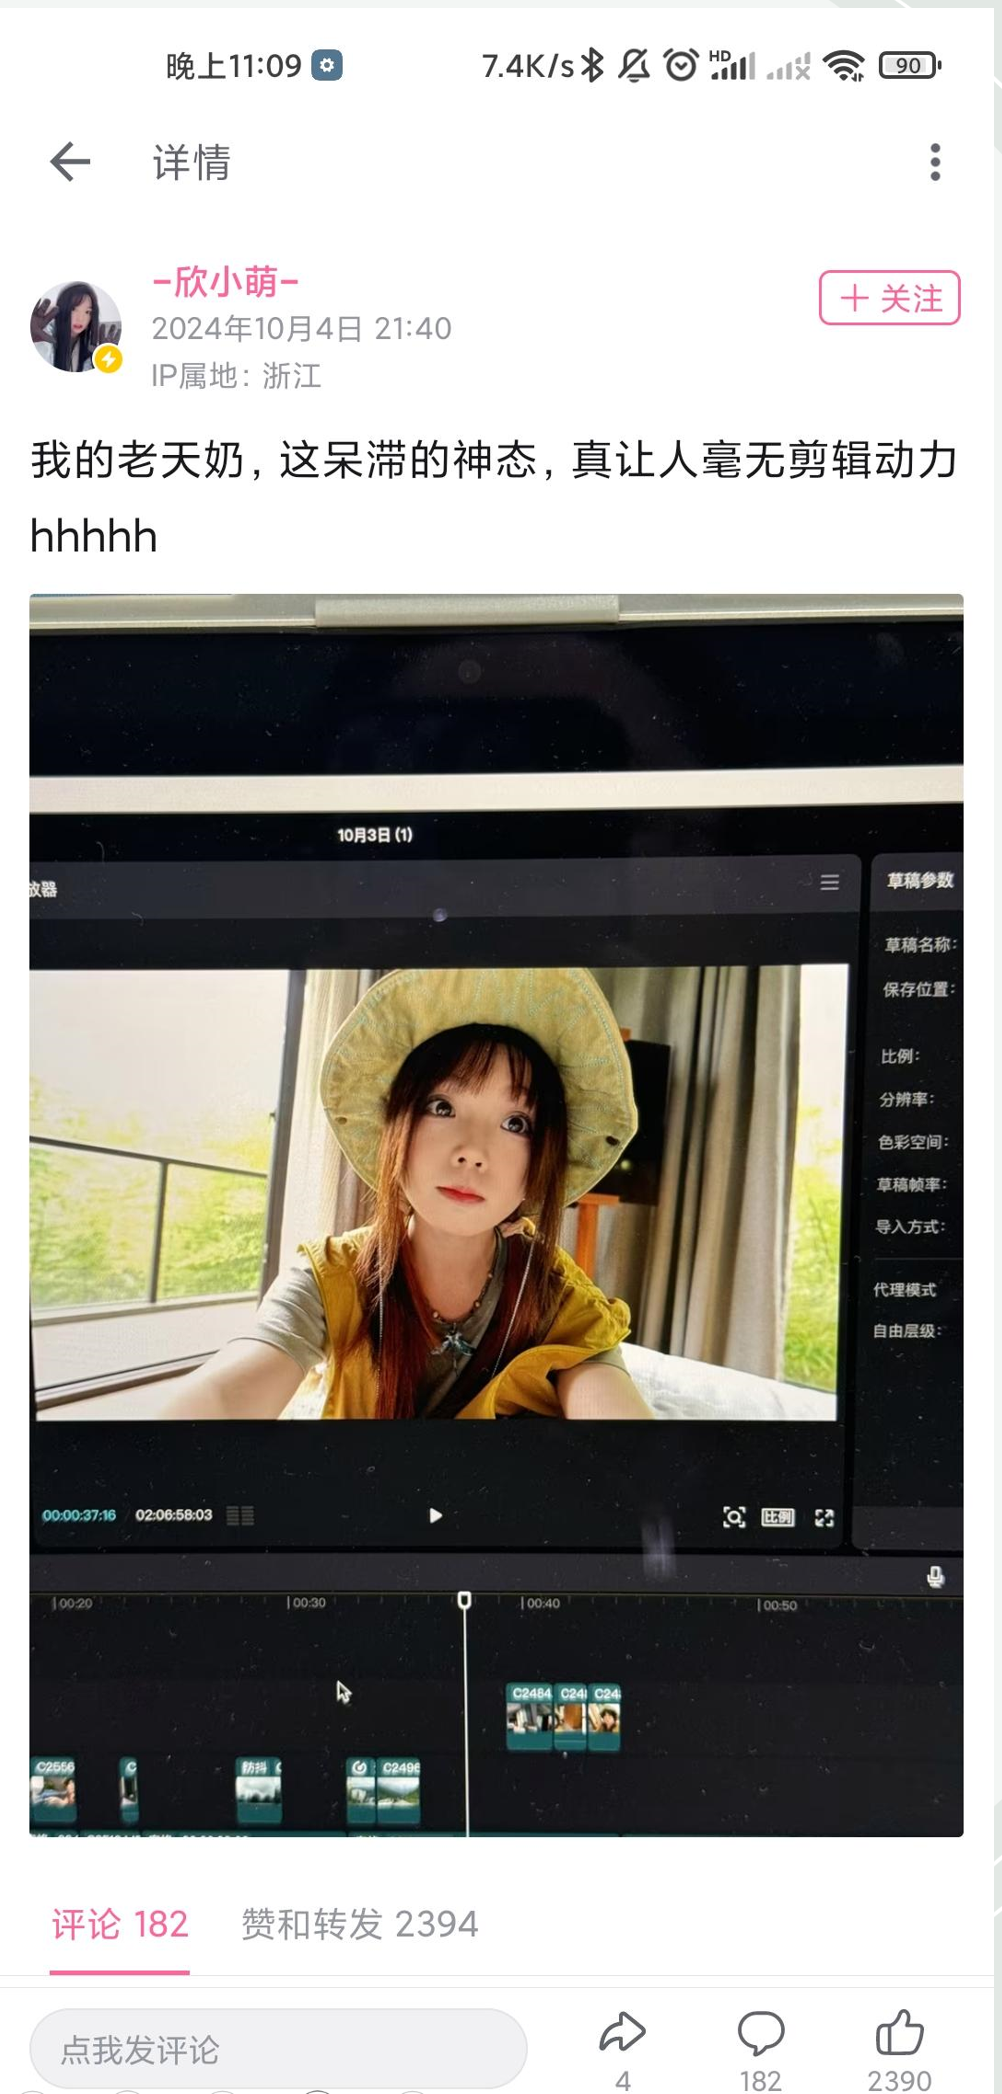 晚上11:09
7.4K/s HD 90
详情
-欣小萌-
2024年10月4日 21:40
IP属地：浙江
+ 关注
我的老天奶，这呆滞的神态，真让人毫无剪辑动力
hhhhh
10月3日 (1)
放器
草稿参数
草稿名称：
保存位置：
比例：
分辨率：
色彩空间：
草稿帧率：
导入方式：
代理模式
自由层级：
00:00:37:16 02:06:58:03
比例
00:20 00:30 00:40 00:50
C2484 C24 C24
C2556 C 防抖 C C2496
评论 182 赞和转发 2394
点我发评论
4 182 2390